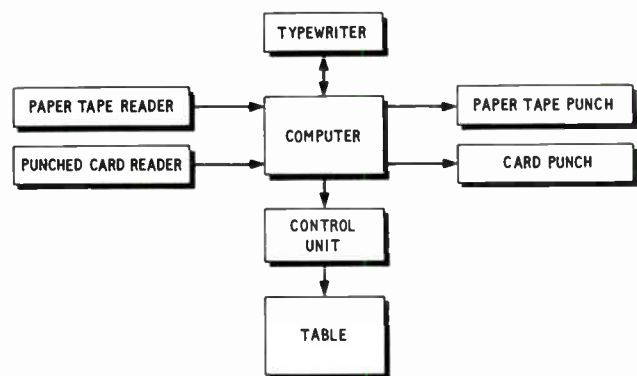 TYPEWRITER
PAPER TAPE READER
COMPUTER
PAPER TAPE PUNCH
PUNCHED CARD READER
CARD PUNCH
CONTROL
UNIT
TABLE